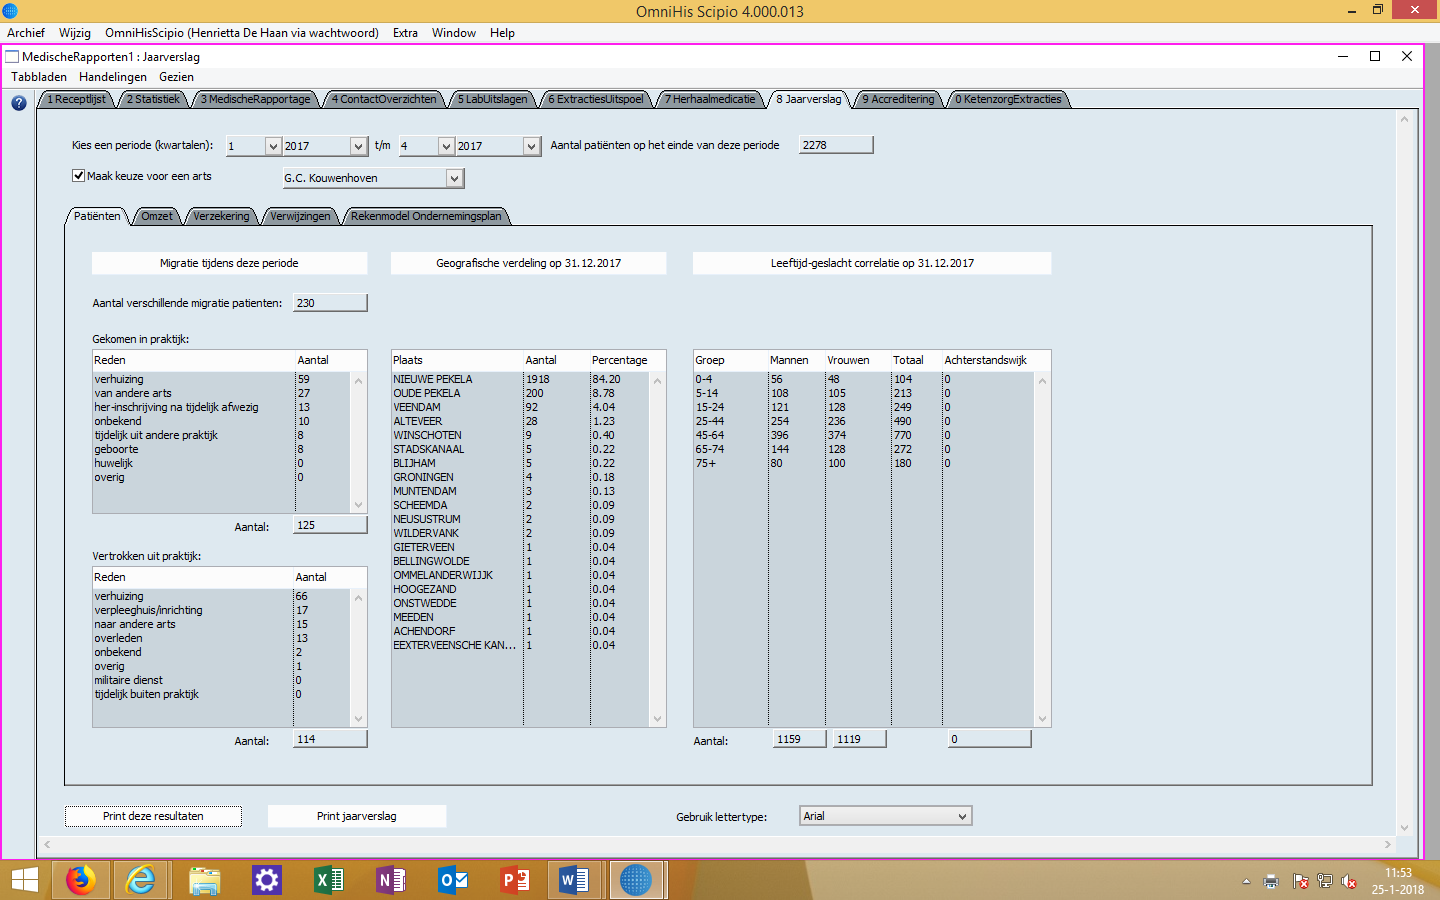 OmniHis Scipio 4.000.013
Archief Wijzig OmniHisScipio (Henrietta De Haan via wachtwoord) Extra Window Help
MedischeRapporten1 : Jaarverslag
Tabbladen Handelingen Gezien
1 Receptlijst 2 Statistiek 3 MedischeRapportage 4 ContactOverzichten 5 LabUitslagen 6 ExtractiesUitspoel 7 Herhaalmedicatie 8 Jaarverslag 9 Accreditering 0 KetenzorgExtracties
Kies een periode (kwartalen): 1 2017 t/m 4 2017 Aantal patiënten op het einde van deze periode 2278
Maak keuze voor een arts G.C. Kouwenhoven
Patiënten Omzet Verzekering Verwijzingen Rekenmodel Ondernemingsplan
Migratie tijdens deze periode Geografische verdeling op 31.12.2017 Leeftijd-geslacht correlatie op 31.12.2017
Aantal verschillende migratie patienten: 230
Gekomen in praktijk:
Reden Aantal
verhuizing 59
van andere arts 27
her-inschrijving na tijdelijk afwezig 13
onbekend 10
tijdelijk uit andere praktijk 8
geboorte 8
huwelijk 0
overig 0
Aantal: 125
Vertrokken uit praktijk:
Reden Aantal
verhuizing 66
verpleeghuis/inrichting 17
naar andere arts 15
overleden 13
onbekend 2
overig 1
militaire dienst 0
tijdelijk buiten praktijk 0
Aantal: 114
Plaats Aantal Percentage
NIEUWE PEKELA 1918 84.20
OUDE PEKELA 200 8.78
VEENDAM 92 4.04
ALTEVEER 28 1.23
WINSCHOTEN 9 0.40
STADSKANAAL 5 0.22
BLIJHAM 5 0.22
GRONINGEN 4 0.18
MUNTENDAM 3 0.13
SCHEEMDA 2 0.09
NEUSUSTRUM 2 0.09
WILDERVANK 2 0.09
GIETERVEEN 1 0.04
BELLINGWOLDE 1 0.04
OMMELANDERWIJJK 1 0.04
HOOGEZAND 1 0.04
ONSTWEDDE 1 0.04
MEEDEN 1 0.04
ACHENDORF 1 0.04
EEXTERVEENSCHE KAN... 1 0.04
Groep Mannen Vrouwen Totaal Achterstandswijk
0-4 56 48 104 0
5-14 108 105 213 0
15-24 121 128 249 0
25-44 254 236 490 0
45-64 396 374 770 0
65-74 144 128 272 0
75+ 80 100 180 0
Aantal: 1159 1119 0
Print deze resultaten Print jaarverslag Gebruik lettertype: Arial
11:53
25-1-2018